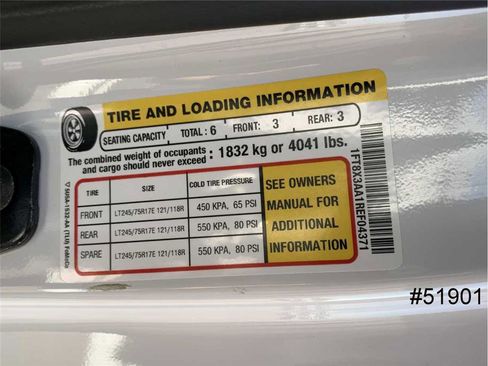 TIRE AND LOADING INFORMATION
SEATING CAPACITY TOTAL : 6 FRONT: 3 REAR: 3
The combined weight of occupants and cargo should never exceed : 1832 kg or 4041 lbs.
TIRE SIZE COLD TIRE PRESSURE
FRONT LT245/75R17E 121/118R 450 KPA, 65 PSI
REAR LT245/75R17E 121/118R 550 KPA, 80 PSI
SPARE LT245/75R17E 121/118R 550 KPA, 80 PSI
SEE OWNERS
MANUAL FOR
ADDITIONAL
INFORMATION
1FT8X3AA1REF04371
#51901